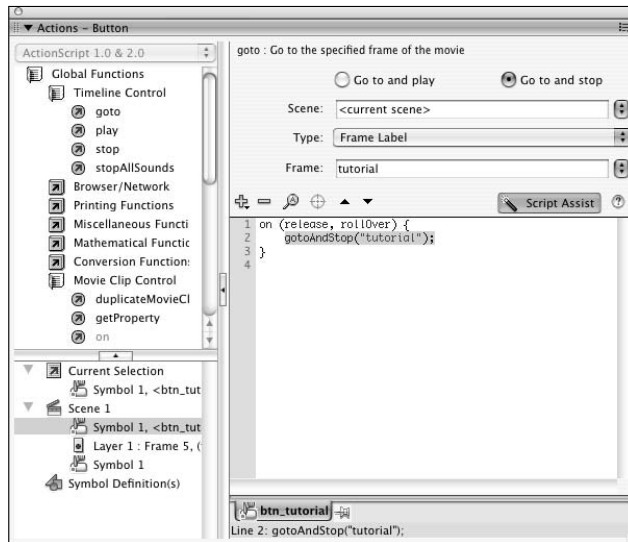 Actions – Button
ActionScript 1.0 & 2.0
Global Functions
Timeline Control
goto
play
stop
stopAllSounds
Browser/Network
Printing Functions
Miscellaneous Functi
Mathematical Functic
Conversion Function:
Movie Clip Control
duplicateMovieCl
getProperty
on
Current Selection
Symbol 1, <btn_tut
Scene 1
Symbol 1, <btn_tut
Layer 1 : Frame 5, (
Symbol 1
Symbol Definition(s)
goto : Go to the specified frame of the movie
Go to and play Go to and stop
Scene: <current scene>
Type: Frame Label
Frame: tutorial
Script Assist ?
1 on (release, rollOver) {
2 gotoAndStop("tutorial");
3 }
4
btn_tutorial
Line 2: gotoAndStop("tutorial");